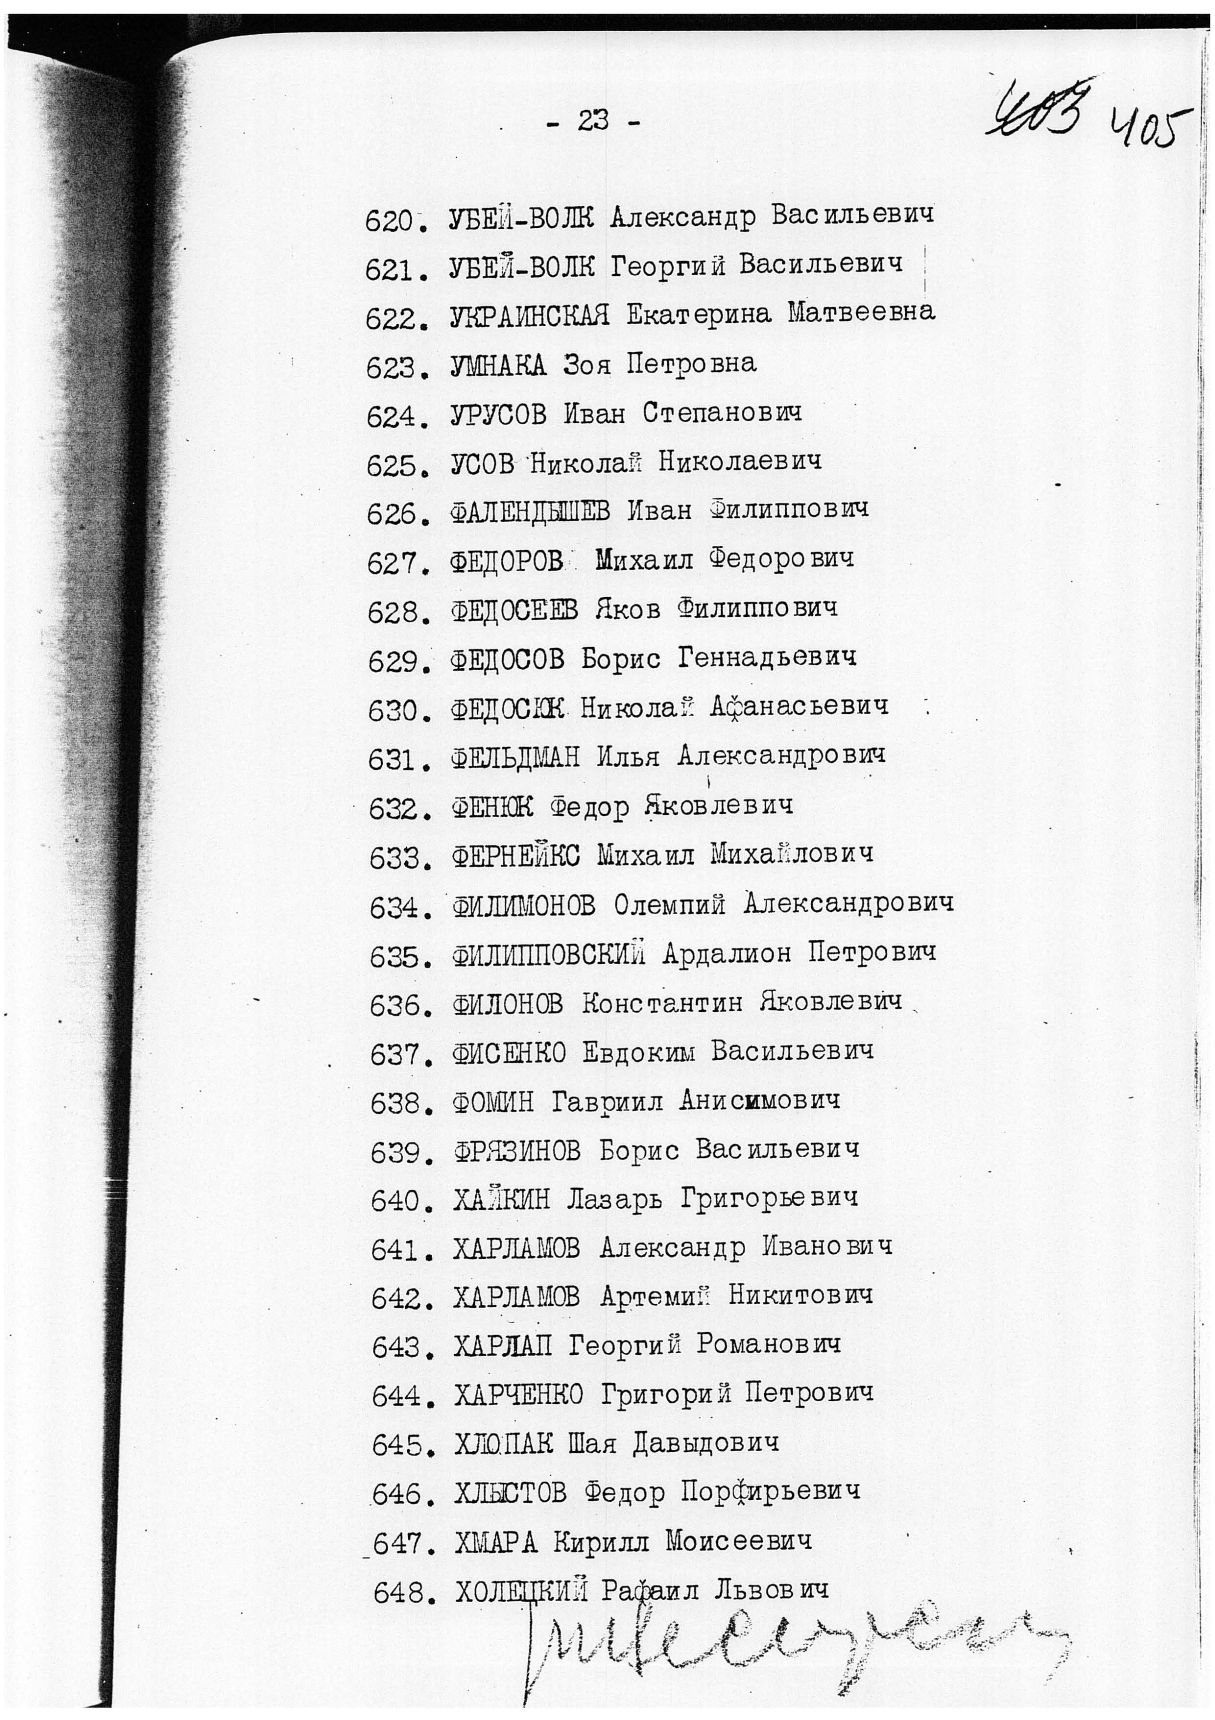 - 23 -
403 405
620. УБЕЙ-ВОЛК Александр Васильевич
621. УБЕЙ-ВОЛК Георгий Васильевич
622. УКРАИНСКАЯ Екатерина Матвеевна
623. УМНАКА Зоя Петровна
624. УРУСОВ Иван Степанович
625. УСОВ Николай Николаевич
626. ФАЛЕНДЫШЕВ Иван Филиппович
627. ФЕДОРОВ Михаил Федорович
628. ФЕДОСЕЕВ Яков Филиппович
629. ФЕДОСОВ Борис Геннадьевич
630. ФЕДОСЮК Николай Афанасьевич
631. ФЕЛЬДМАН Илья Александрович
632. ФЕНЮК Федор Яковлевич
633. ФЕРНЕЙКС Михаил Михайлович
634. ФИЛИМОНОВ Олемпий Александрович
635. ФИЛИППОВСКИЙ Ардалион Петрович
636. ФИЛОНОВ Константин Яковлевич
637. ФИСЕНКО Евдоким Васильевич
638. ФОМИН Гавриил Анисимович
639. ФРЯЗИНОВ Борис Васильевич
640. ХАЙКИН Лазарь Григорьевич
641. ХАРЛАМОВ Александр Иванович
642. ХАРЛАМОВ Артемий Никитович
643. ХАРЛАП Георгий Романович
644. ХАРЧЕНКО Григорий Петрович
645. ХЛОПАК Шая Давыдович
646. ХЛЫСТОВ Федор Порфирьевич
647. ХМАРА Кирилл Моисеевич
648. ХОЛЕЦКИЙ Рафаил Львович